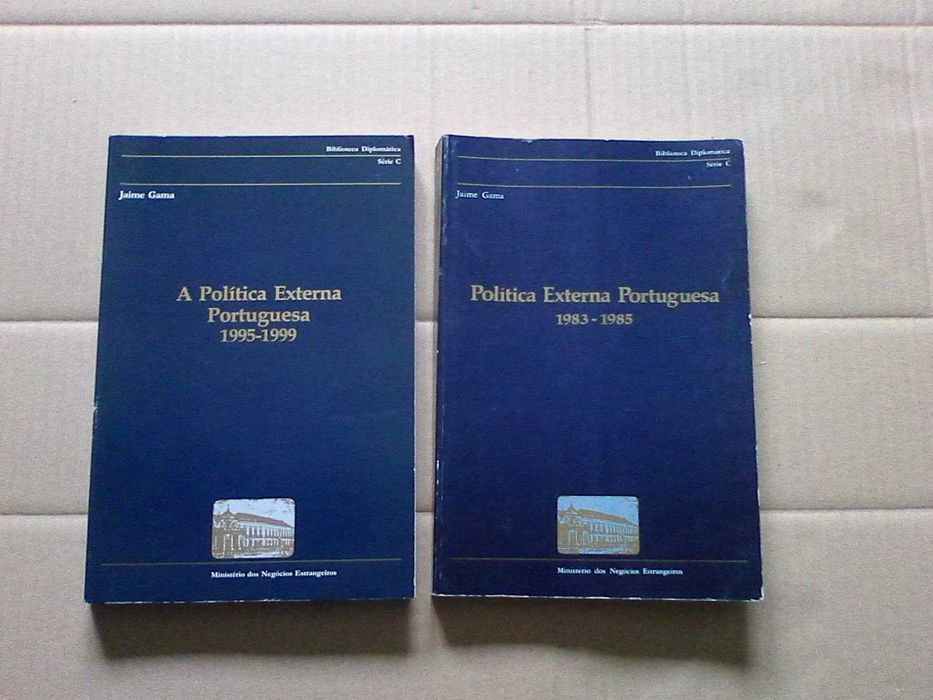 Biblioteca Diplomática
Série C
Jaime Gama
A Política Externa
Portuguesa
1995-1999
Ministério dos Negócios Estrangeiros
Biblioteca Diplomática
Série C
Jaime Gama
Política Externa Portuguesa
1983-1985
Ministério dos Negócios Estrangeiros